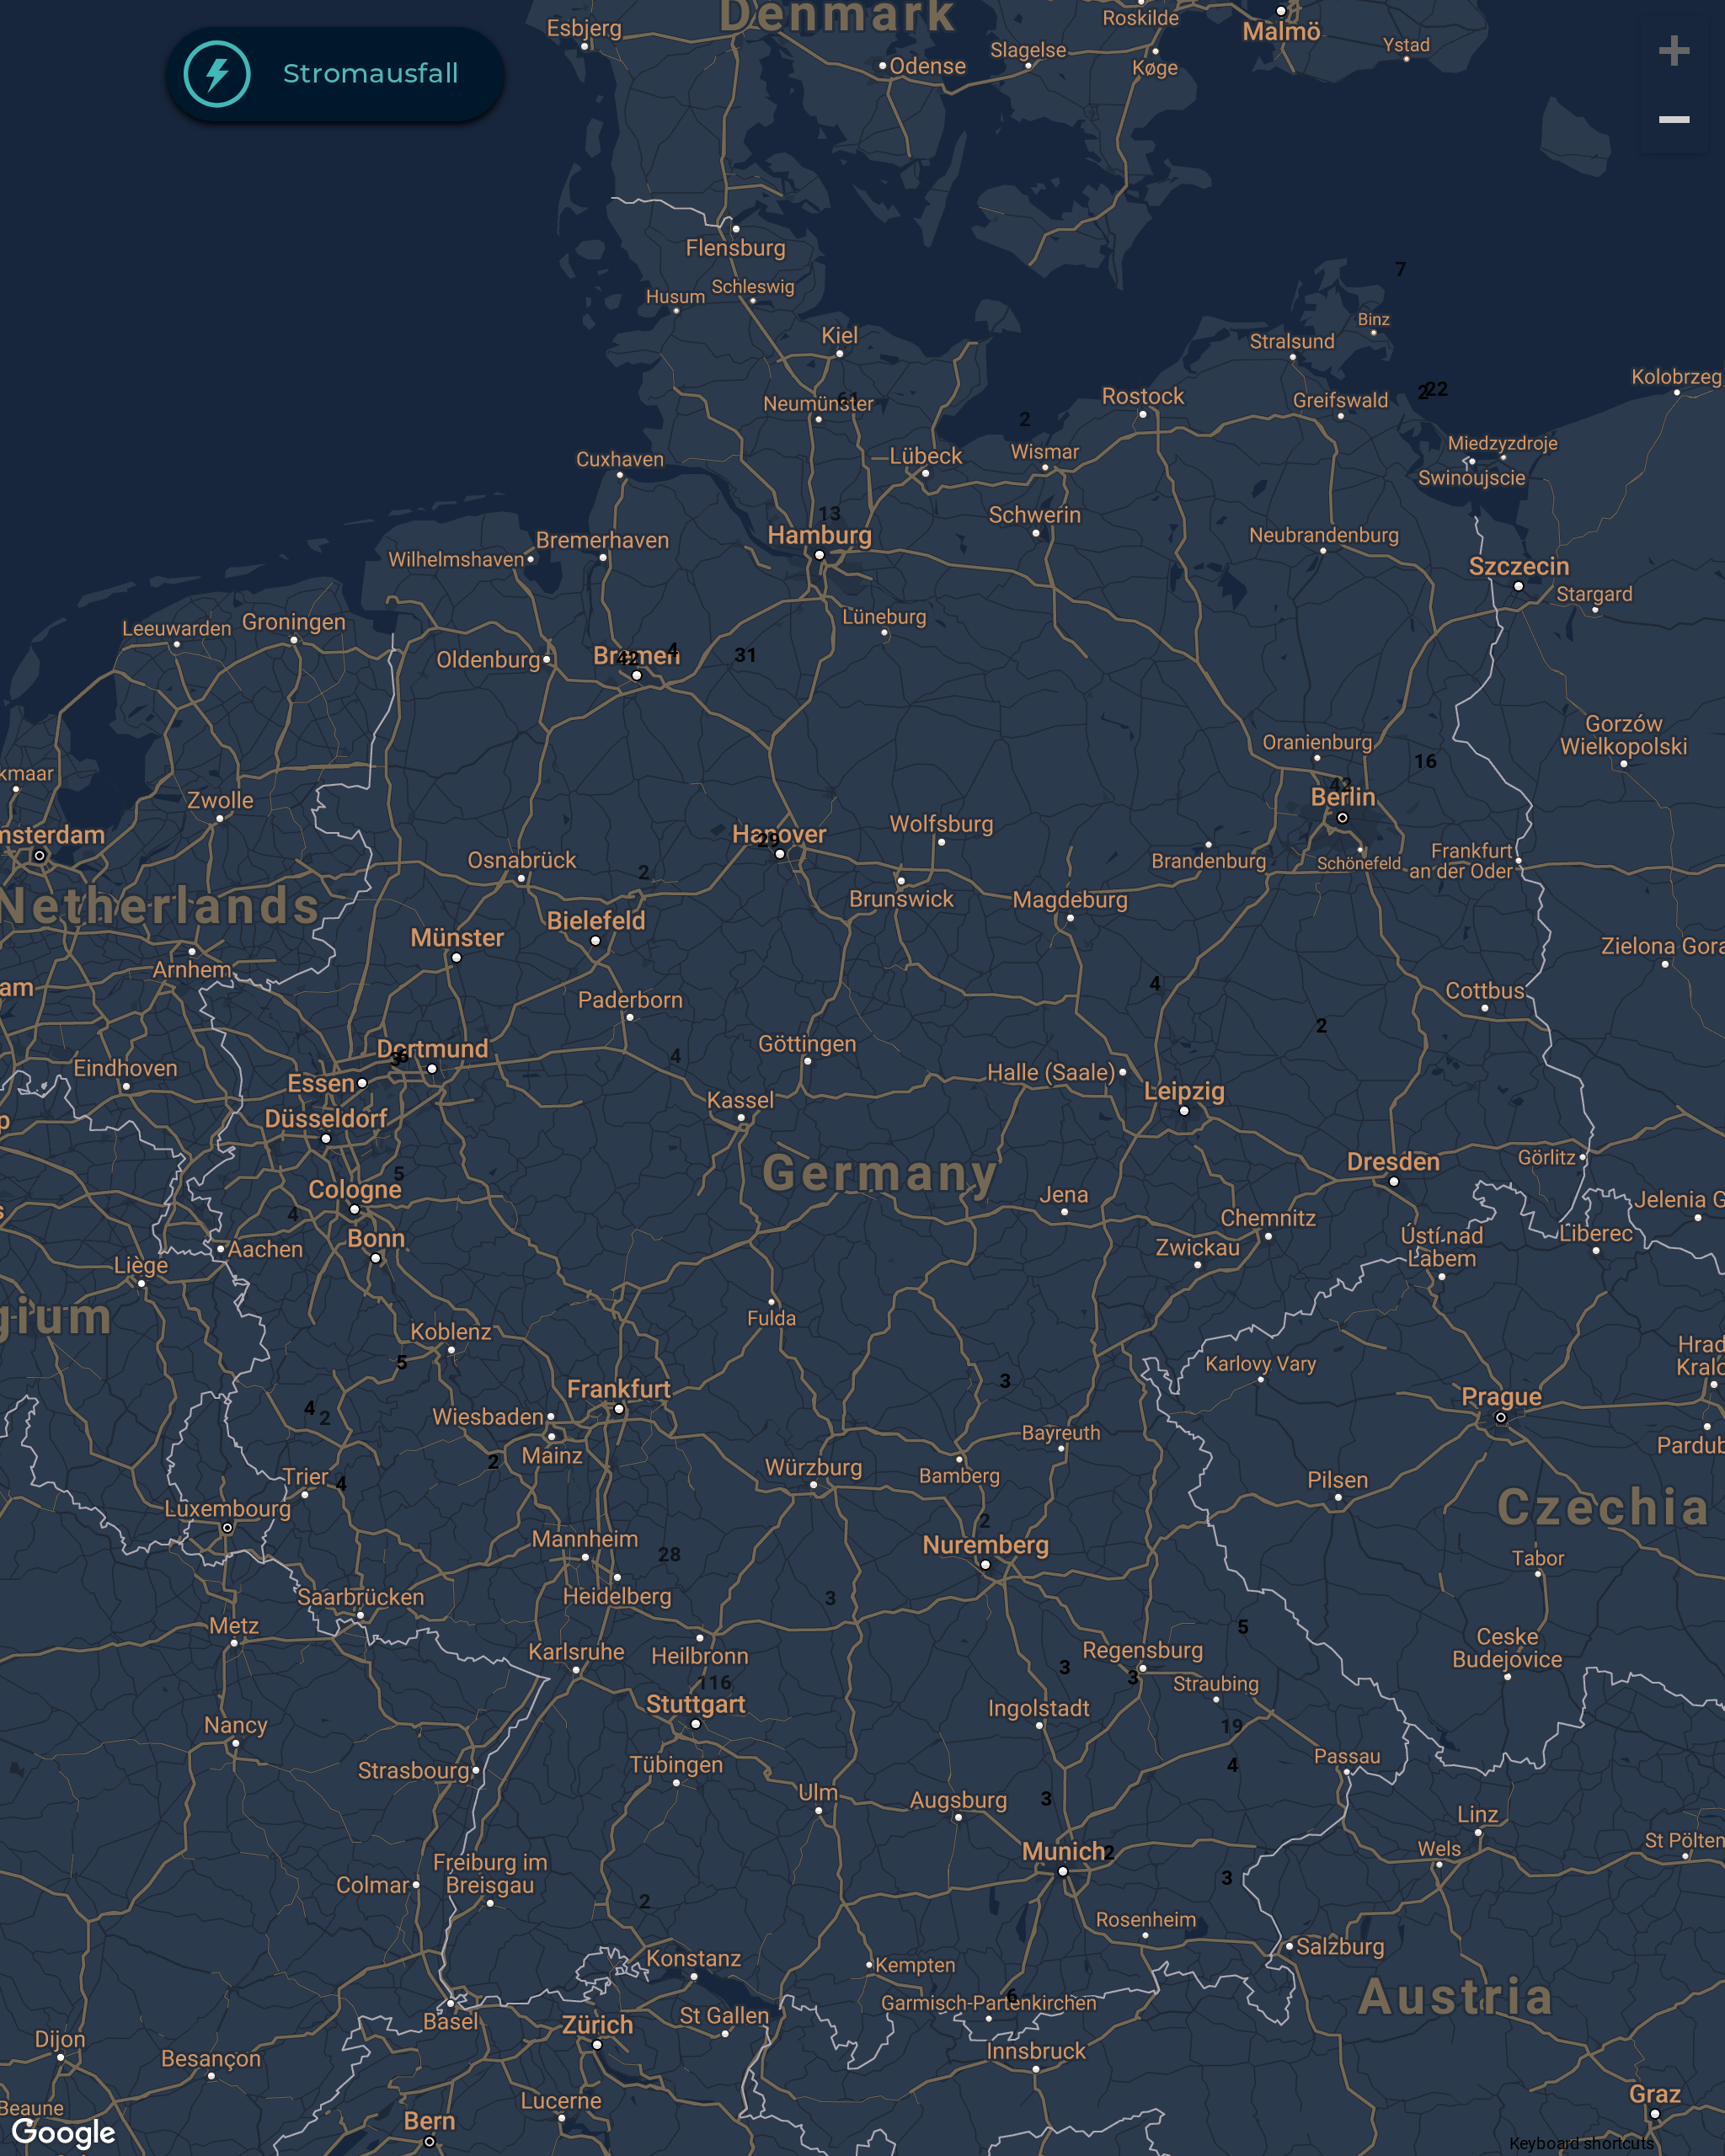 Denmark
Esbjerg
Roskilde
Malmö
Ystad
Slagelse
Odense
Køge
Stromausfall
Flensburg
7
Schleswig
Husum
Binz
Kiel
Stralsund
Kolobrzeg
2
22
Rostock
Greifswald
Neumünster
61
2
Miedzyzdroje
Wismar
Lübeck
Cuxhaven
Swinoujscie
13
Schwerin
Hamburg
Neubrandenburg
Bremerhaven
Wilhelmshaven
Szczecin
Stargard
Lüneburg
Groningen
Leeuwarden
Bremen
42
4
31
Oldenburg
Gorzów
Wielkopolski
Oranienburg
16
kmaar
42
Berlin
Zwolle
Wolfsburg
Hanover
29
msterdam
Frankfurt
an der Oder
Osnabrück
Brandenburg
Schönefeld
2
Brunswick
Magdeburg
Netherlands
Bielefeld
Münster
Zielona Gora
Arnhem
4
am
Cottbus
Paderborn
2
Göttingen
Dortmund
3
6
4
Eindhoven
Halle (Saale)
Essen
Leipzig
Kassel
Düsseldorf
p
Germany
Dresden
Görlitz
5
Cologne
Jena
Jelenia G
s
4
Chemnitz
Bonn
Liberec
Ústí nad
Labem
Zwickau
Aachen
Liège
gium
Fulda
Koblenz
Hrad
Kralo
5
Karlovy Vary
3
Frankfurt
Prague
4
2
Wiesbaden
Bayreuth
Pardub
Mainz
2
Würzburg
Bamberg
Trier
4
Pilsen
Luxembourg
Czechia
2
Mannheim
Nuremberg
28
Tabor
Saarbrücken
Heidelberg
3
Metz
5
Ceske
Budejovice
Karlsruhe
Heilbronn
Regensburg
3
3
Straubing
116
Stuttgart
Ingolstadt
Nancy
19
Passau
Tübingen
4
Strasbourg
Ulm
3
Augsburg
Linz
Munich
2
Wels
St Pölten
Freiburg im
Breisgau
Colmar
3
2
Rosenheim
Salzburg
Konstanz
Kempten
6
Garmisch-Partenkirchen
Austria
Basel
St Gallen
Zürich
Dijon
Innsbruck
Besançon
Graz
Lucerne
Beaune
Bern
Google
Keyboard shortcuts